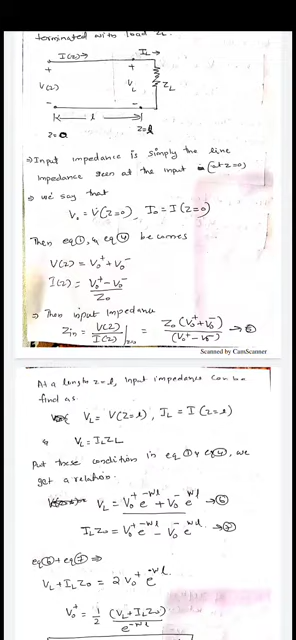 terminated with load ZL.
I(z)→ IL→
+ +
V(z) VL ZL
- -
l
z=0 z=l
⇒ Input impedance is simply the line
impedance seen at the input - (at z=0)
⇒ we say that
V₀ = V(z=0), I₀ = I(z=0)
Then eq ①, & eq ④ becomes
V(z) = V₀⁺ + V₀⁻
I(z) = (V₀⁺ - V₀⁻) / Z₀
⇒ Then input impedance
Zin = V(z) / I(z) |z=0 = Z₀ (V₀⁺ + V₀⁻) / (V₀⁺ - V₀⁻) → ⑤
Scanned by CamScanner
At a length z=l, input impedance can be
find as
VL = V(z=l), IL = I(z=l)
VL = IL ZL
Put these condition in eq ① & eq ④, we
get a relation.
VL = V₀⁺ e^-γl + V₀⁻ e^γl → ⑥
IL Z₀ = V₀⁺ e^-γl - V₀⁻ e^γl → ⑦
eq ⑥ + eq ⑦ ⇒
VL + IL Z₀ = 2 V₀⁺ e^-γl
V₀⁺ = 1/2 (VL + IL Z₀) / e^-γl